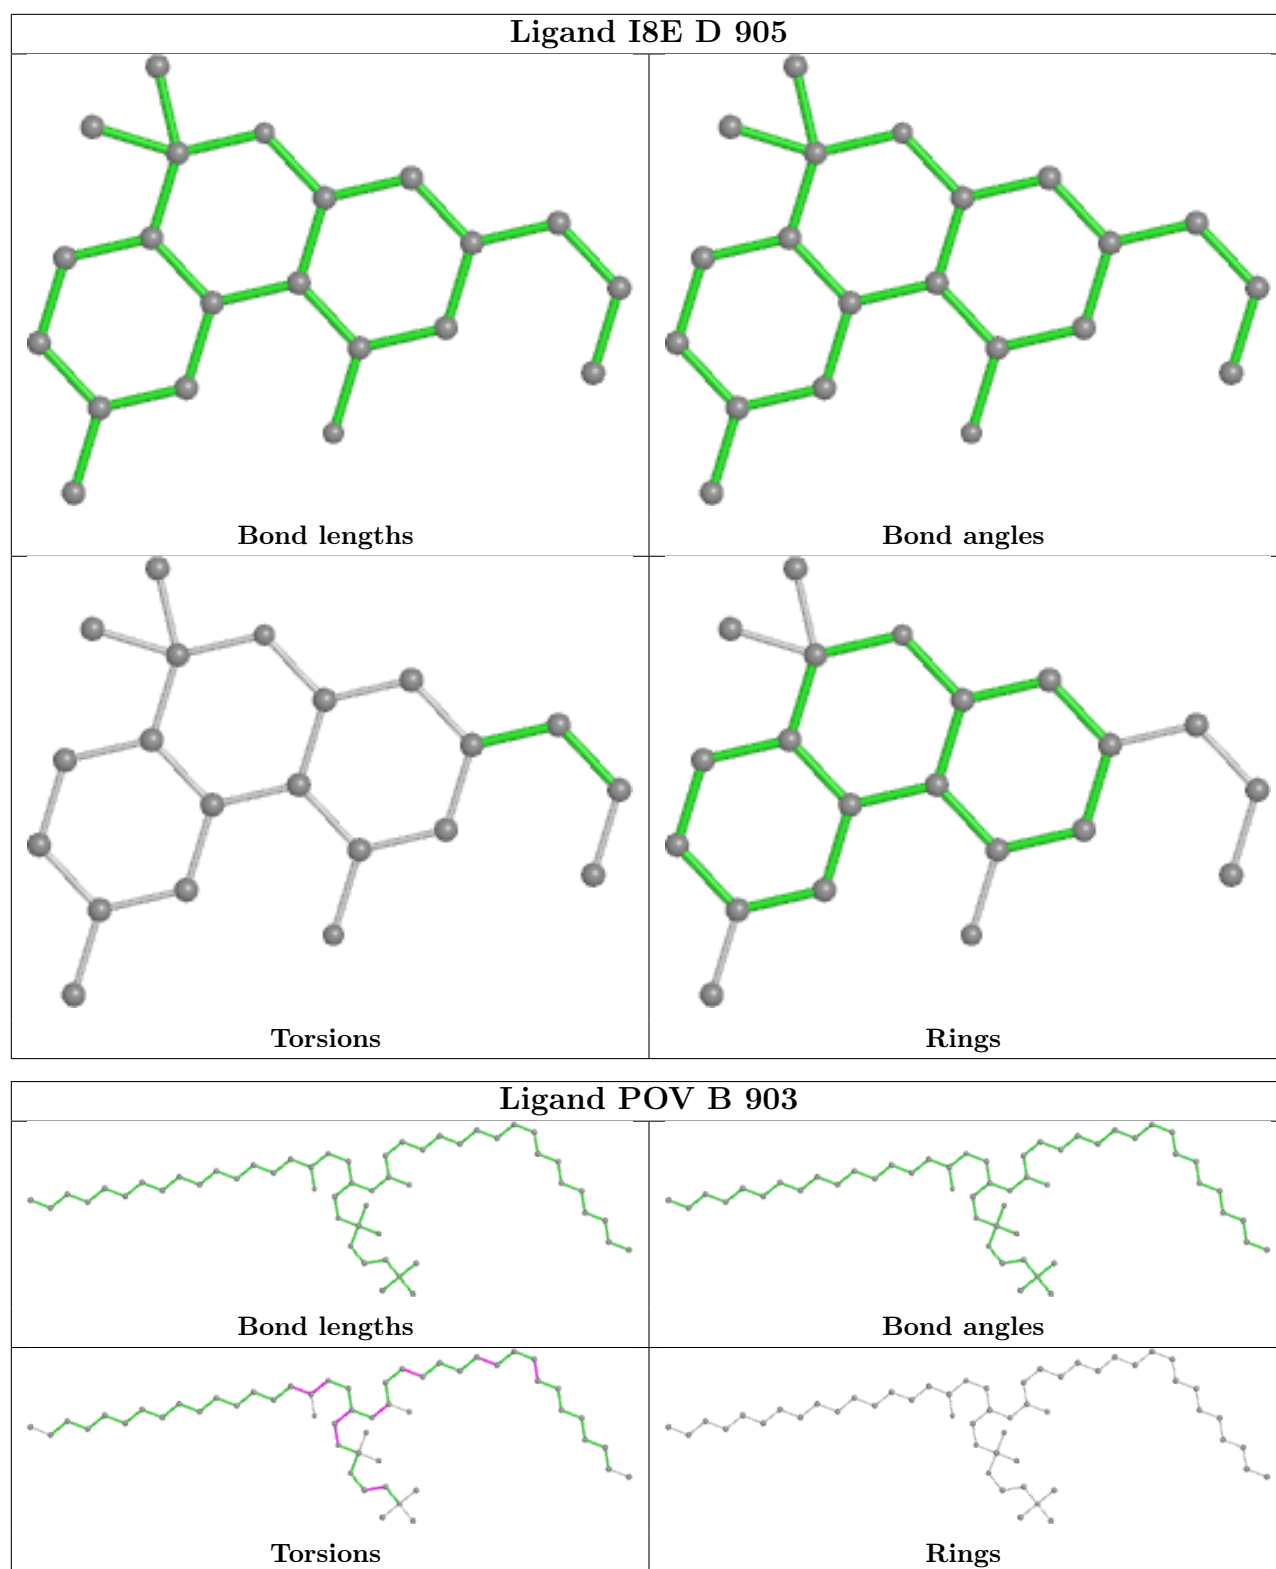 Ligand I8E D 905
Bond lengths
Bond angles
Torsions
Rings
Ligand POV B 903
Bond lengths
Bond angles
Torsions
Rings